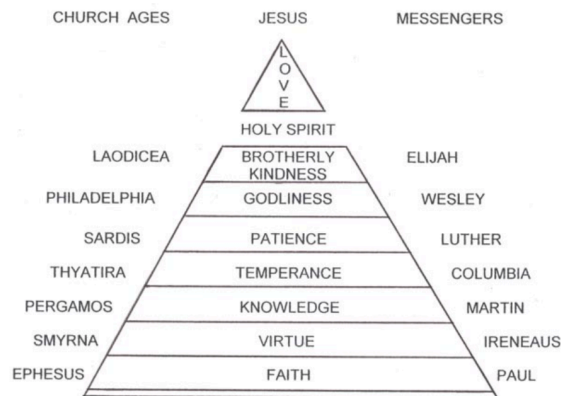 CHURCH AGES JESUS MESSENGERS
L
O
V
E
HOLY SPIRIT
LAODICEA BROTHERLY KINDNESS ELIJAH
PHILADELPHIA GODLINESS WESLEY
SARDIS PATIENCE LUTHER
THYATIRA TEMPERANCE COLUMBIA
PERGAMOS KNOWLEDGE MARTIN
SMYRNA VIRTUE IRENEAUS
EPHESUS FAITH PAUL